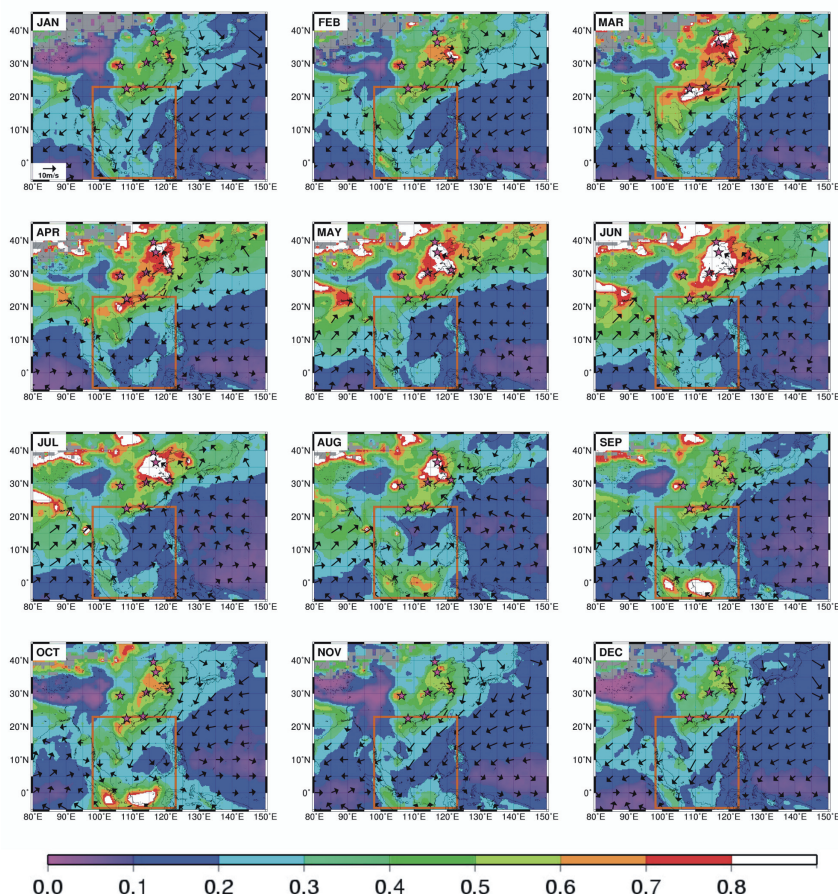 JAN FEB MAR
40°N 40°N 40°N
30°N 30°N 30°N
20°N 20°N 20°N
10°N 10°N 10°N
0° 0° 0°
10m/s
80°E 90°E 100°E 110°E 120°E 130°E 140°E 150°E 80°E 90°E 100°E 110°E 120°E 130°E 140°E 150°E 80°E 90°E 100°E 110°E 120°E 130°E 140°E 150°E
APR MAY JUN
40°N 40°N 40°N
30°N 30°N 30°N
20°N 20°N 20°N
10°N 10°N 10°N
0° 0° 0°
80°E 90°E 100°E 110°E 120°E 130°E 140°E 150°E 80°E 90°E 100°E 110°E 120°E 130°E 140°E 150°E 80°E 90°E 100°E 110°E 120°E 130°E 140°E 150°E
JUL AUG SEP
40°N 40°N 40°N
30°N 30°N 30°N
20°N 20°N 20°N
10°N 10°N 10°N
0° 0° 0°
80°E 90°E 100°E 110°E 120°E 130°E 140°E 150°E 80°E 90°E 100°E 110°E 120°E 130°E 140°E 150°E 80°E 90°E 100°E 110°E 120°E 130°E 140°E 150°E
OCT NOV DEC
40°N 40°N 40°N
30°N 30°N 30°N
20°N 20°N 20°N
10°N 10°N 10°N
0° 0° 0°
80°E 90°E 100°E 110°E 120°E 130°E 140°E 150°E 80°E 90°E 100°E 110°E 120°E 130°E 140°E 150°E 80°E 90°E 100°E 110°E 120°E 130°E 140°E 150°E
0.0 0.1 0.2 0.3 0.4 0.5 0.6 0.7 0.8